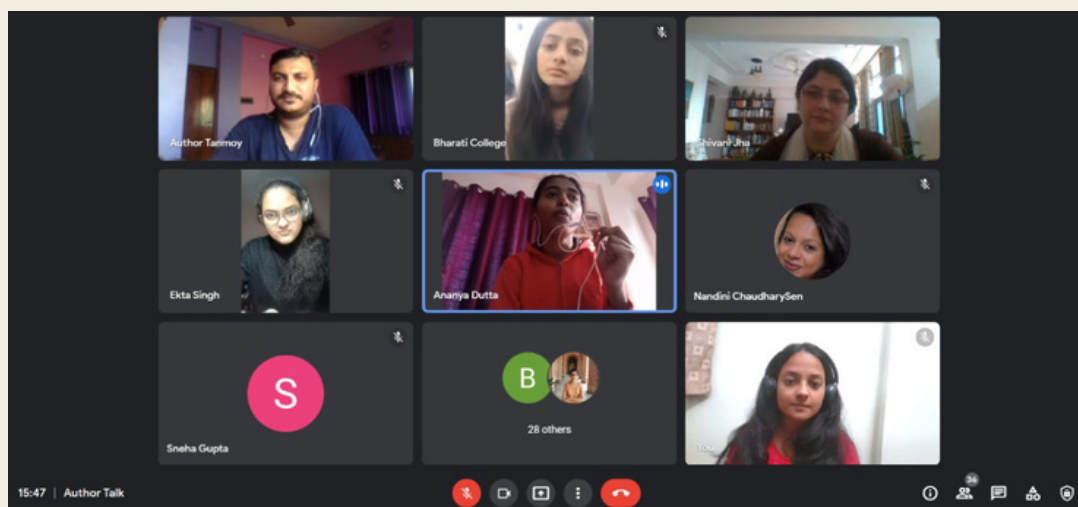 Author Tanmoy
Bharati College
Shivani Jha
Ekta Singh
Ananya Dutta
Nandini ChaudharySen
S
Sneha Gupta
B
28 others
You
15:47 | Author Talk
36